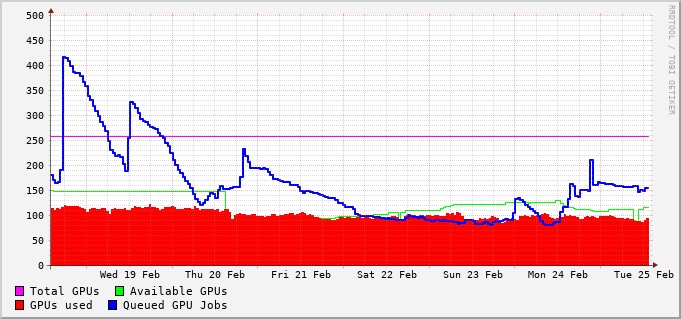 500
450
400
350
300
250
200
150
100
50
0
Wed 19 Feb Thu 20 Feb Fri 21 Feb Sat 22 Feb Sun 23 Feb Mon 24 Feb Tue 25 Feb
Total GPUs Available GPUs
GPUs used Queued GPU Jobs
RRDTOOL / TOBI OETIKER